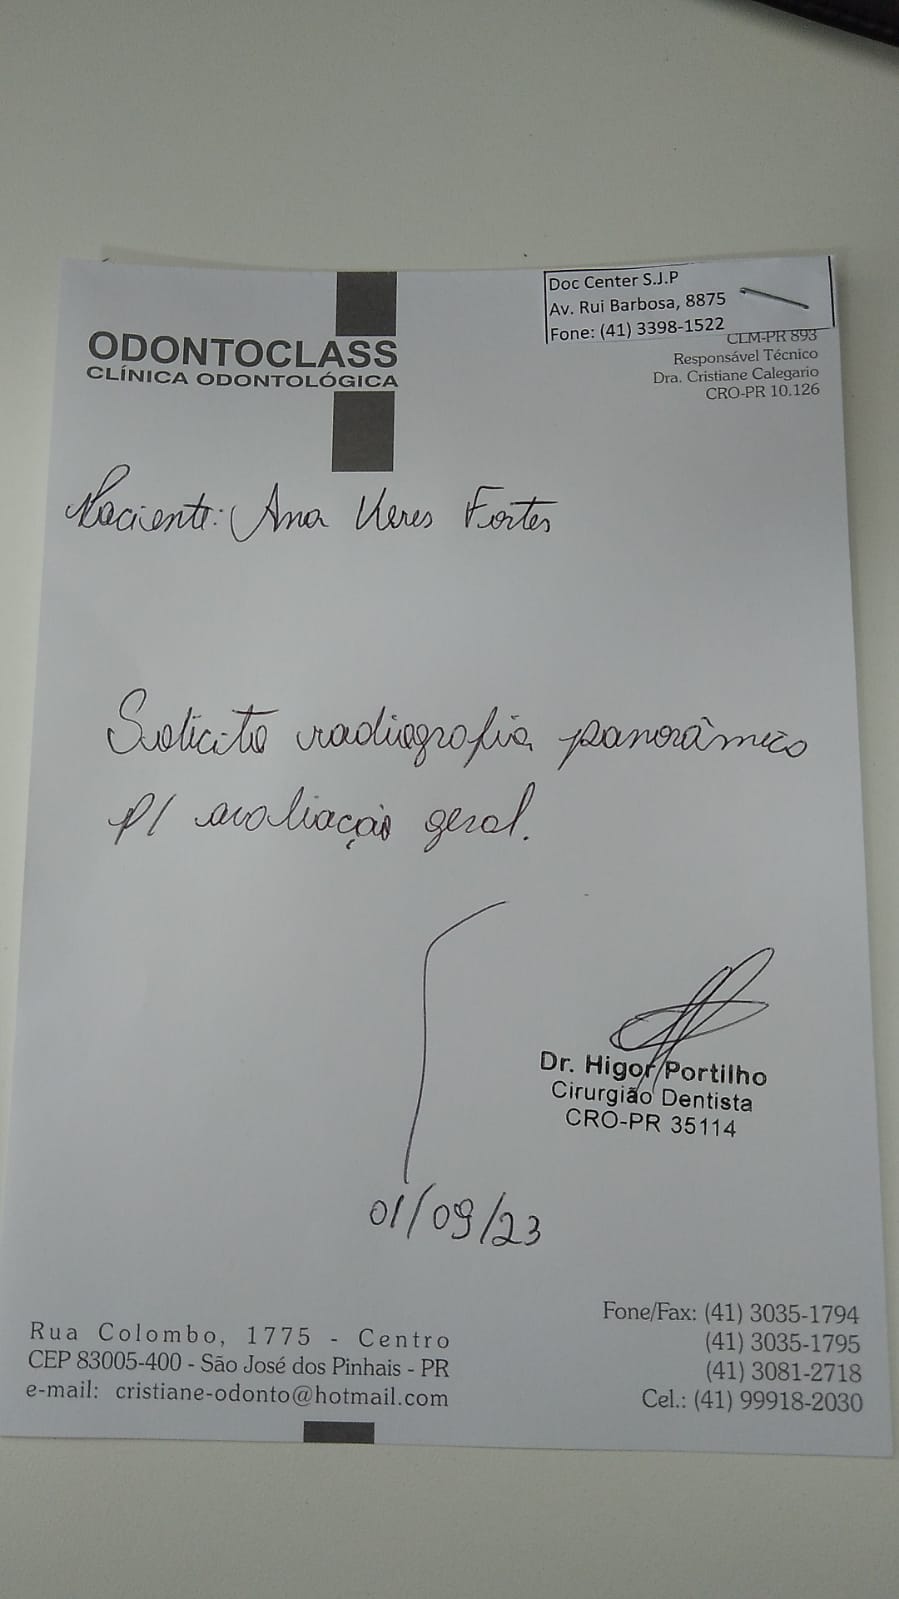 Doc Center S.J.P
Av. Rui Barbosa, 8875
Fone: (41) 3398-1522
ODONTOCLASS
CLÍNICA ODONTOLÓGICA
CLM-PR 893
Responsável Técnico
Dra. Cristiane Calegario
CRO-PR 10.126
Paciente: Ana Keres Fortes
Solicito radiografia panorâmica
p/ avaliação geral.
Dr. Higor Portilho
Cirurgião Dentista
CRO-PR 35114
01/09/23
Rua Colombo, 1775 - Centro
CEP 83005-400 - São José dos Pinhais - PR
e-mail: cristiane-odonto@hotmail.com
Fone/Fax: (41) 3035-1794
(41) 3035-1795
(41) 3081-2718
Cel.: (41) 99918-2030